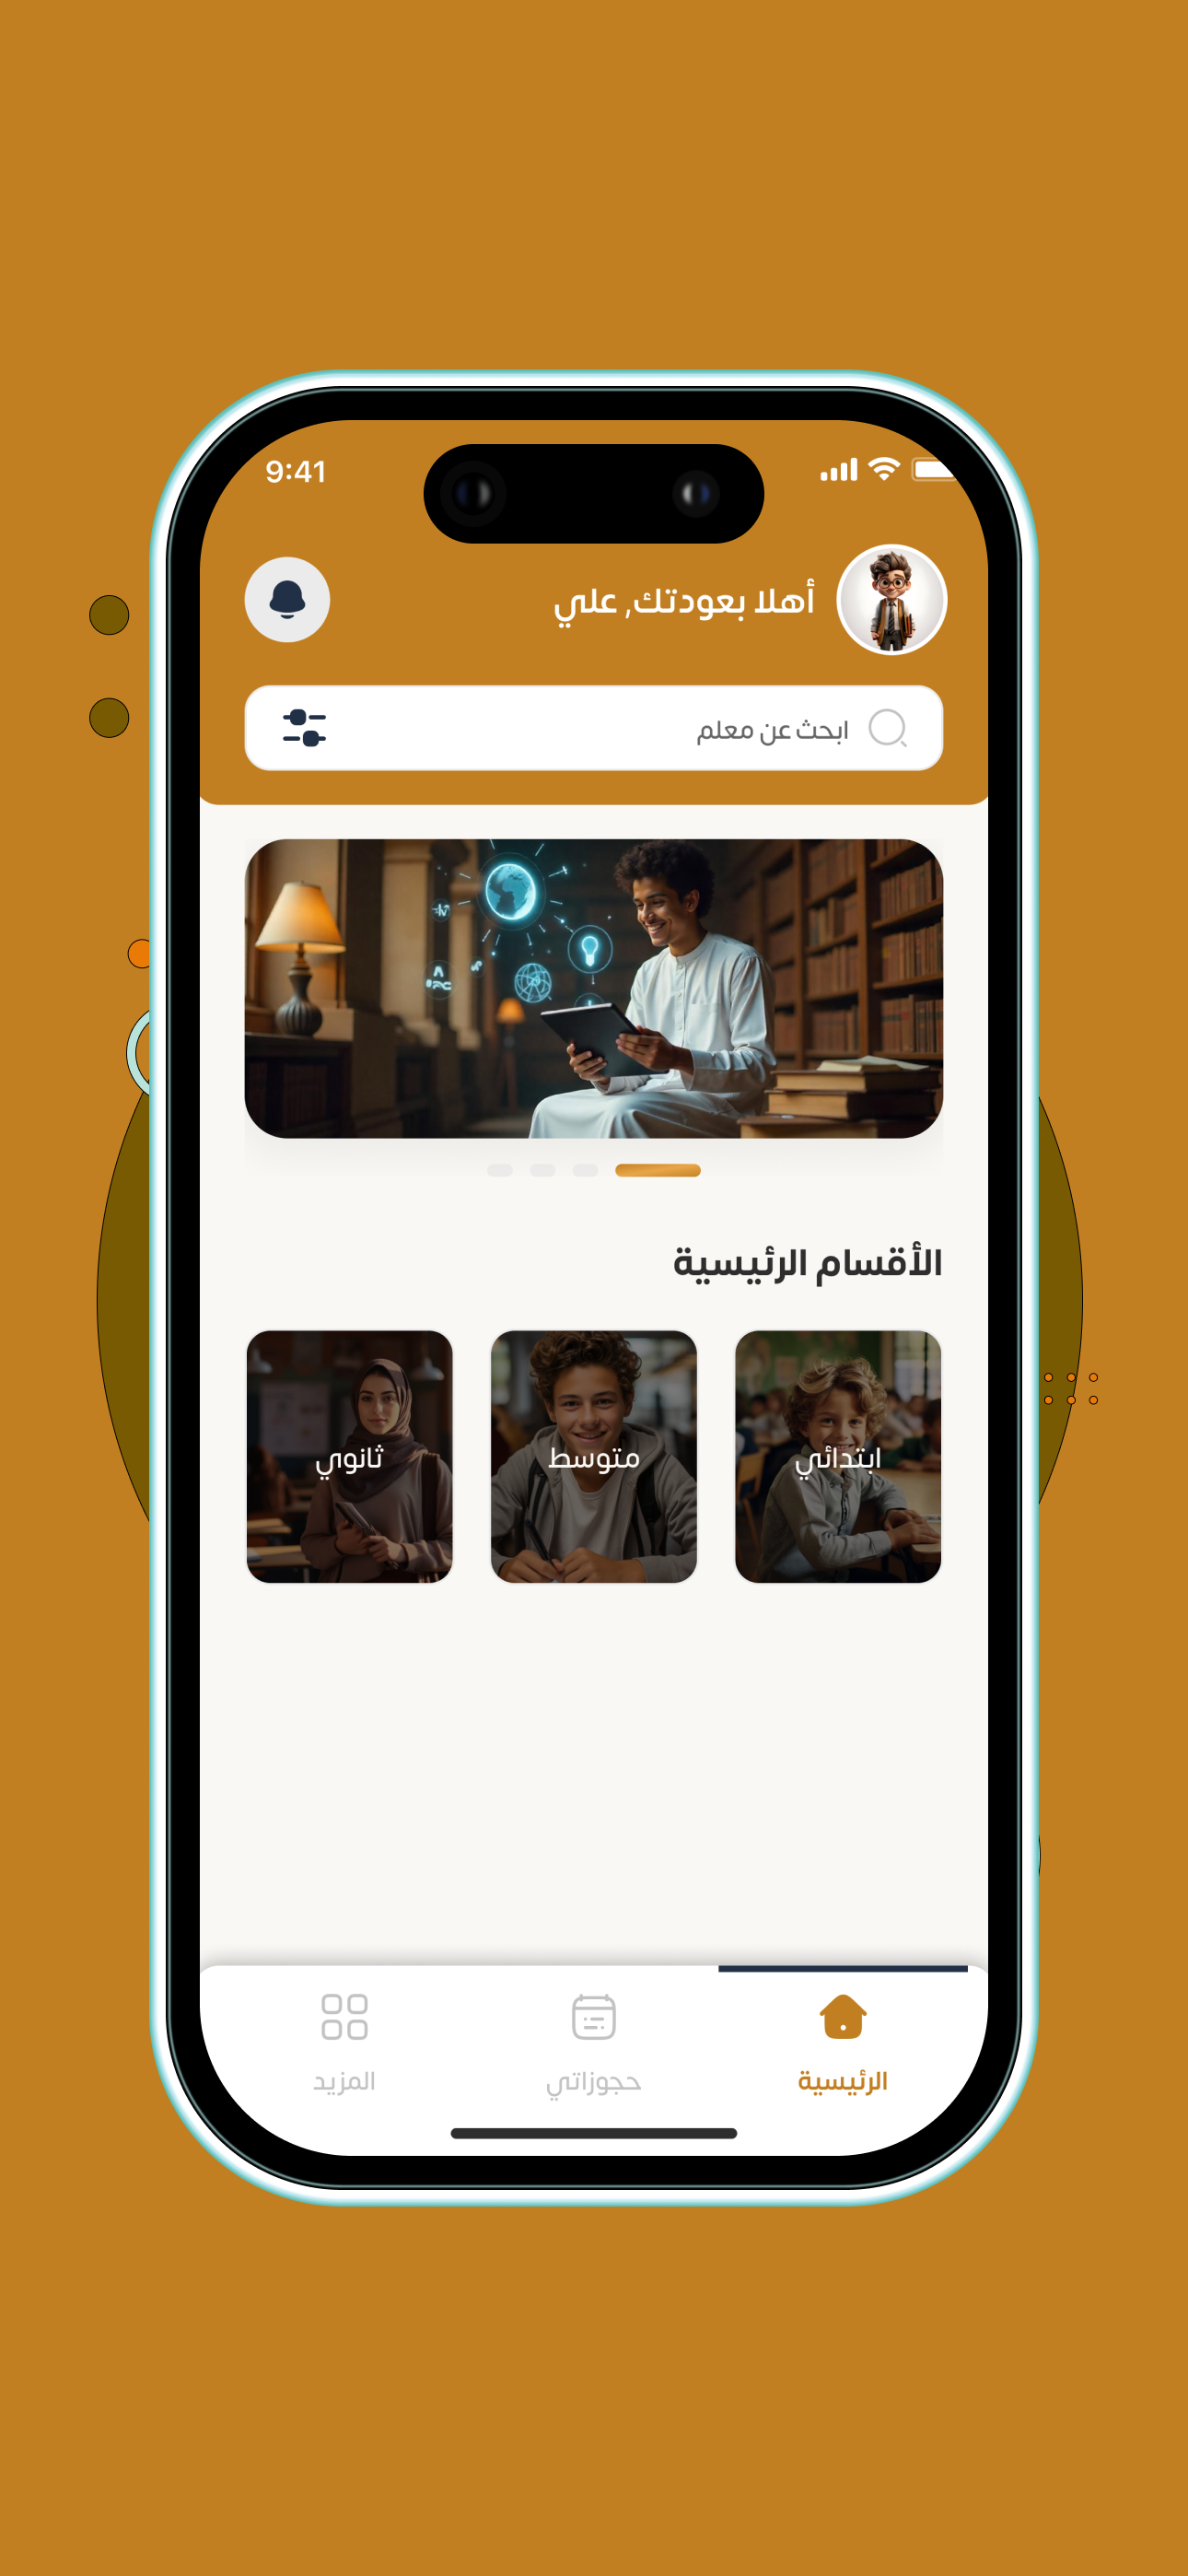 9:41
أهلا بعودتك, علي
ابحث عن معلم
الأقسام الرئيسية
ابتدائي
متوسط
ثانوي
الرئيسية
حجوزاتي
المزيد